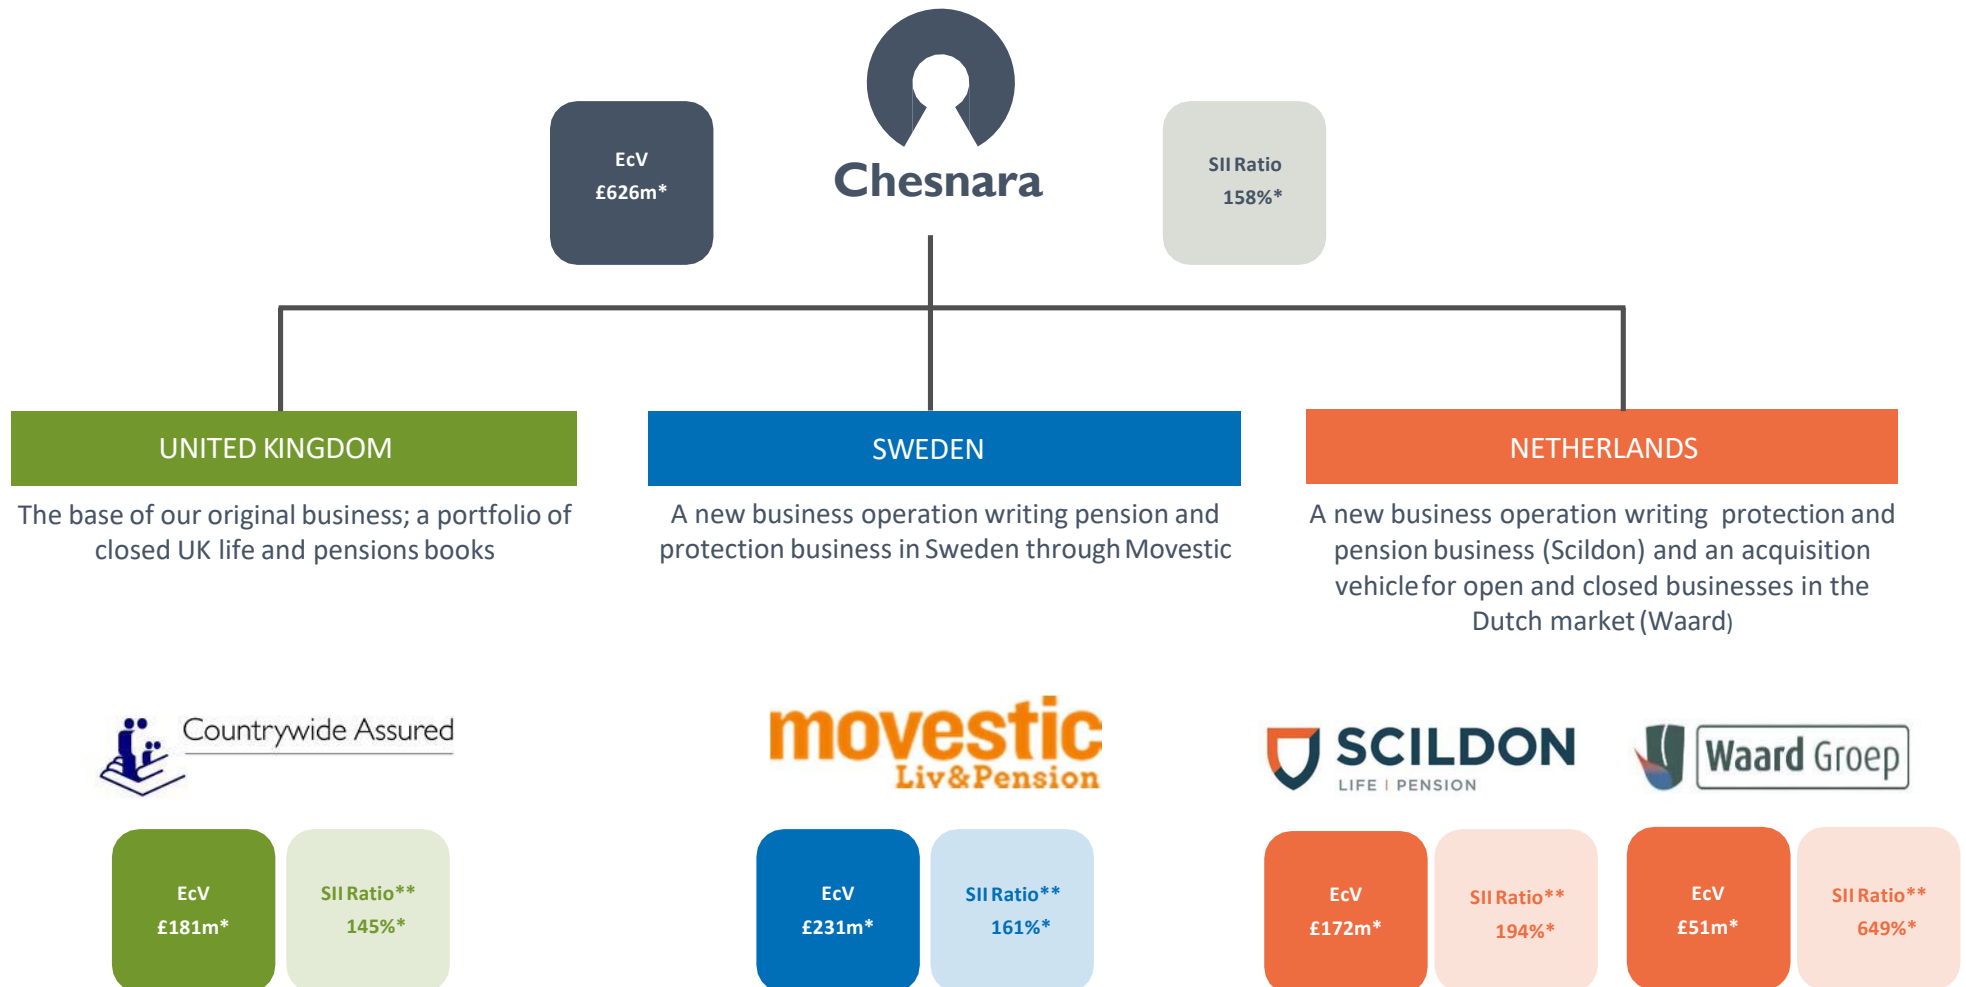 Chesnara
EcV
£626m*
SII Ratio
158%*
UNITED KINGDOM
The base of our original business; a portfolio of
closed UK life and pensions books
SWEDEN
A new business operation writing pension and
protection business in Sweden through Movestic
NETHERLANDS
A new business operation writing protection and
pension business (Scildon) and an acquisition
vehicle for open and closed businesses in the
Dutch market (Waard)
Countrywide Assured
movestic
Liv&Pension
SCILDON
LIFE | PENSION
Waard Groep
EcV
£181m*
SII Ratio**
145%*
EcV
£231m*
SII Ratio**
161%*
EcV
£172m*
SII Ratio**
194%*
EcV
£51m*
SII Ratio**
649%*